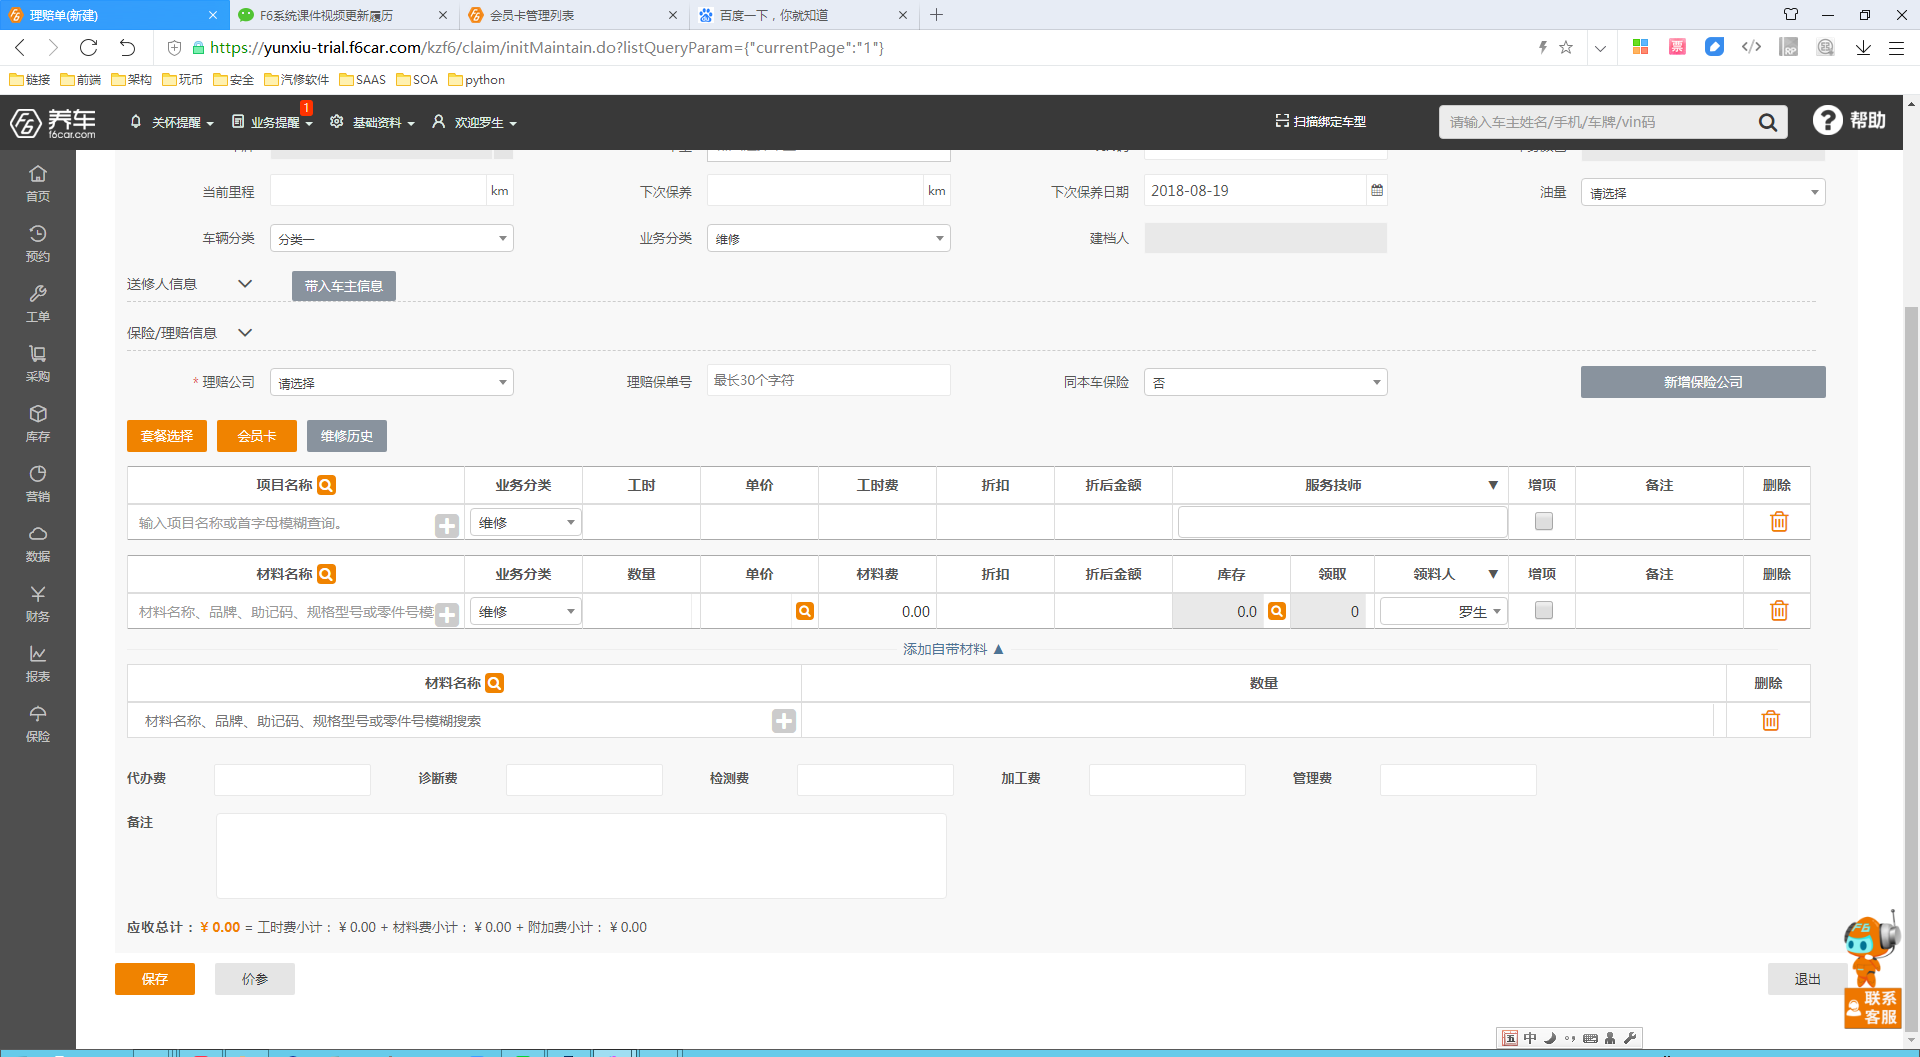 理赔单(新建)
F6系统课件视频更新履历
会员卡管理列表
百度一下，你就知道
https://yunxiu-trial.f6car.com/kzf6/claim/initMaintain.do?listQueryParam={"currentPage":"1"}
票
RP
链接 前端 架构 玩币 安全 汽修软件 SAAS SOA python
F6 养车 f6car.com
关怀提醒
业务提醒 1
基础资料
欢迎罗生
扫描绑定车型
请输入车主姓名/手机/车牌/vin码
帮助
首页
预约
工单
采购
库存
营销
数据
财务
报表
保险
当前里程 km 下次保养 km 下次保养日期 2018-08-19 油量 请选择
车辆分类 分类一 业务分类 维修 建档人
送修人信息 带入车主信息
保险/理赔信息
* 理赔公司 请选择 理赔保单号 最长30个字符 同本车保险 否 新增保险公司
套餐选择 会员卡 维修历史
项目名称 业务分类 工时 单价 工时费 折扣 折后金额 服务技师 ▼ 增项 备注 删除
输入项目名称或首字母模糊查询。 维修
材料名称 业务分类 数量 单价 材料费 折扣 折后金额 库存 领取 领料人 ▼ 增项 备注 删除
材料名称、品牌、助记码、规格型号或零件号模 维修 0.00 0.0 0 罗生
添加自带材料 ▲
材料名称 数量 删除
材料名称、品牌、助记码、规格型号或零件号模糊搜索
代办费 诊断费 检测费 加工费 管理费
备注
应收总计： ¥ 0.00 = 工时费小计： ¥ 0.00 + 材料费小计： ¥ 0.00 + 附加费小计： ¥ 0.00
保存 价参 退出
F6
联系
客服
五 中